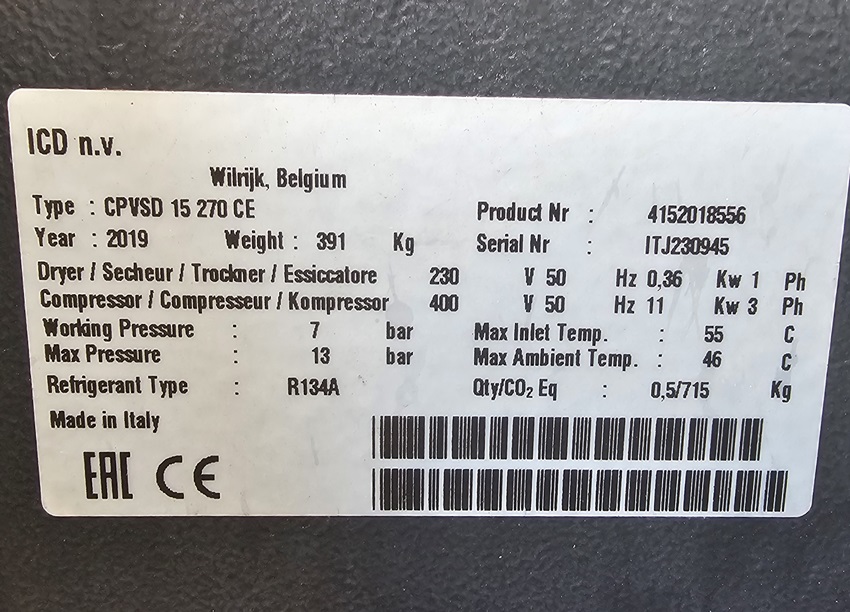 ICD n.v.
Wilrijk, Belgium
Type : CPVSD 15 270 CE Product Nr : 4152018556
Year : 2019 Weight : 391 Kg Serial Nr : ITJ230945
Dryer / Secheur / Trockner / Essiccatore 230 V 50 Hz 0,36 Kw 1 Ph
Compressor / Compresseur / Kompressor 400 V 50 Hz 11 Kw 3 Ph
Working Pressure : 7 bar Max Inlet Temp. : 55 C
Max Pressure : 13 bar Max Ambient Temp. : 46 C
Refrigerant Type : R134A Qty/CO₂ Eq : 0,5/715 Kg
Made in Italy
EAC CE